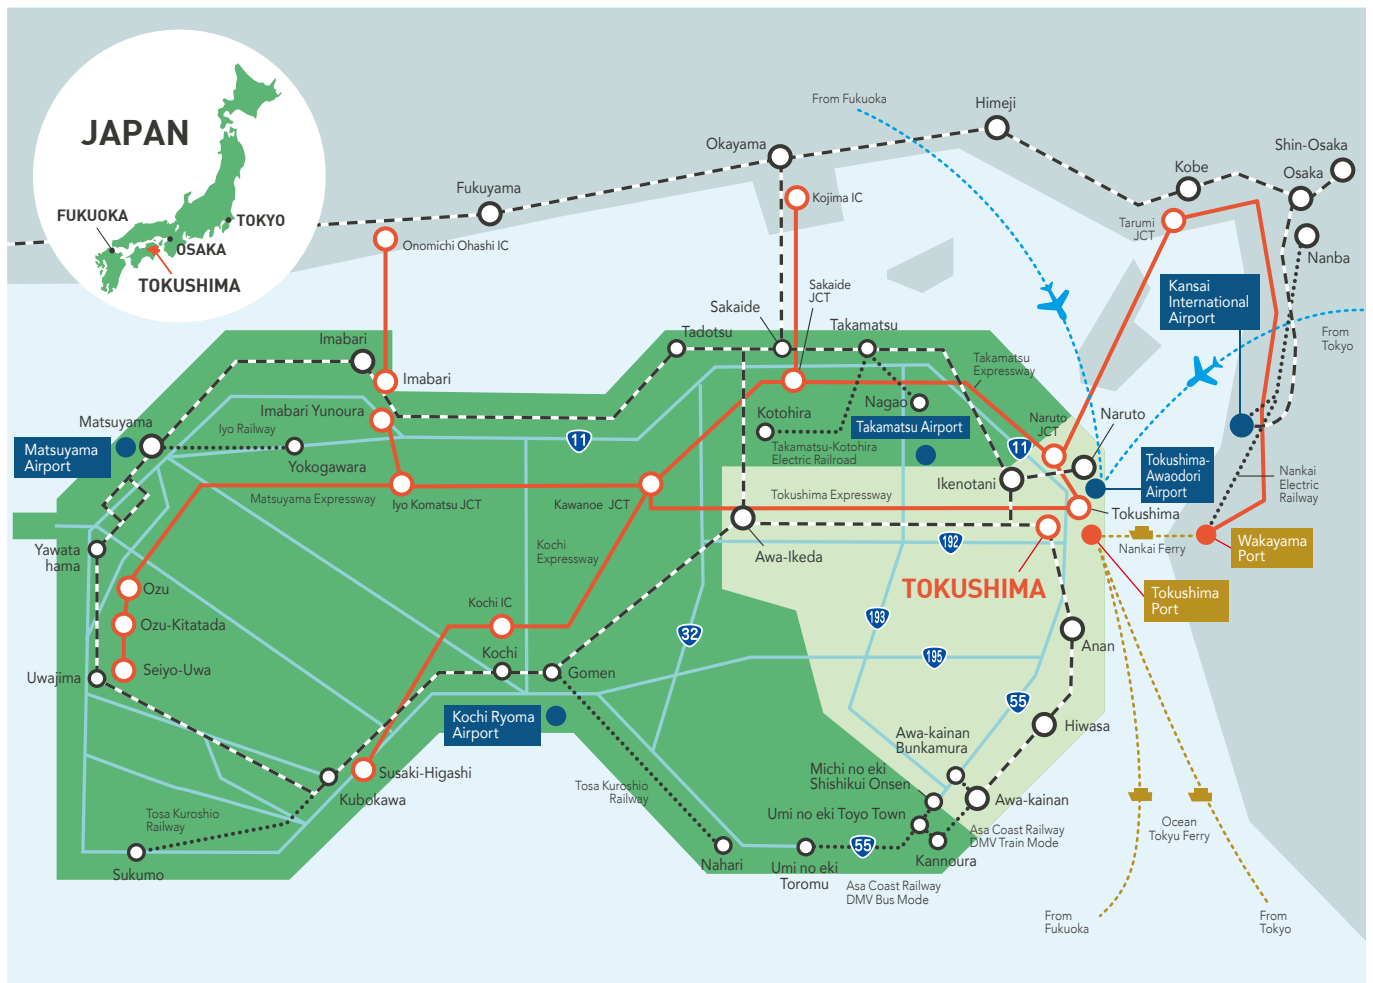 JAPAN
FUKUOKA
TOKYO
OSAKA
TOKUSHIMA
From Fukuoka
Himeji
Okayama
Fukuyama
Shin-Osaka
Kobe
Osaka
Kojima IC
Tarumi
JCT
Onomichi Ohashi IC
Nanba
Kansai
International
Airport
Sakaide
JCT
Sakaide
Tadotsu
Takamatsu
From
Tokyo
Imabari
Imabari
Takamatsu
Expressway
Imabari Yunoura
Kotohira
Nagao
Naruto
JCT
Naruto
Matsuyama
Iyo Railway
Takamatsu Airport
Matsuyama
Airport
Yokogawara
11
Takamatsu-Kotohira
Electric Railroad
11
Tokushima-
Awaodori
Airport
Nankai
Electric
Railway
Ikenotani
Matsuyama Expressway
Iyo Komatsu JCT
Kawanoe JCT
Tokushima Expressway
Tokushima
Yawata
hama
Kochi
Expressway
Awa-Ikeda
192
Nankai Ferry
Wakayama
Port
TOKUSHIMA
Tokushima
Port
Ozu
Kochi IC
193
Ozu-Kitatada
32
Anan
Seiyo-Uwa
Uwajima
Kochi
Gomen
195
55
Kochi Ryoma
Airport
Hiwasa
Awa-kainan
Bunkamura
Susaki-Higashi
Michi no eki
Shishikui Onsen
Kubokawa
Tosa Kuroshio
Railway
Awa-kainan
Tosa Kuroshio
Railway
Umi no eki Toyo Town
Asa Coast Railway
DMV Train Mode
Ocean
Tokyu Ferry
55
Kannoura
Sukumo
Nahari
Umi no eki
Toromu
Asa Coast Railway
DMV Bus Mode
From
Fukuoka
From
Tokyo